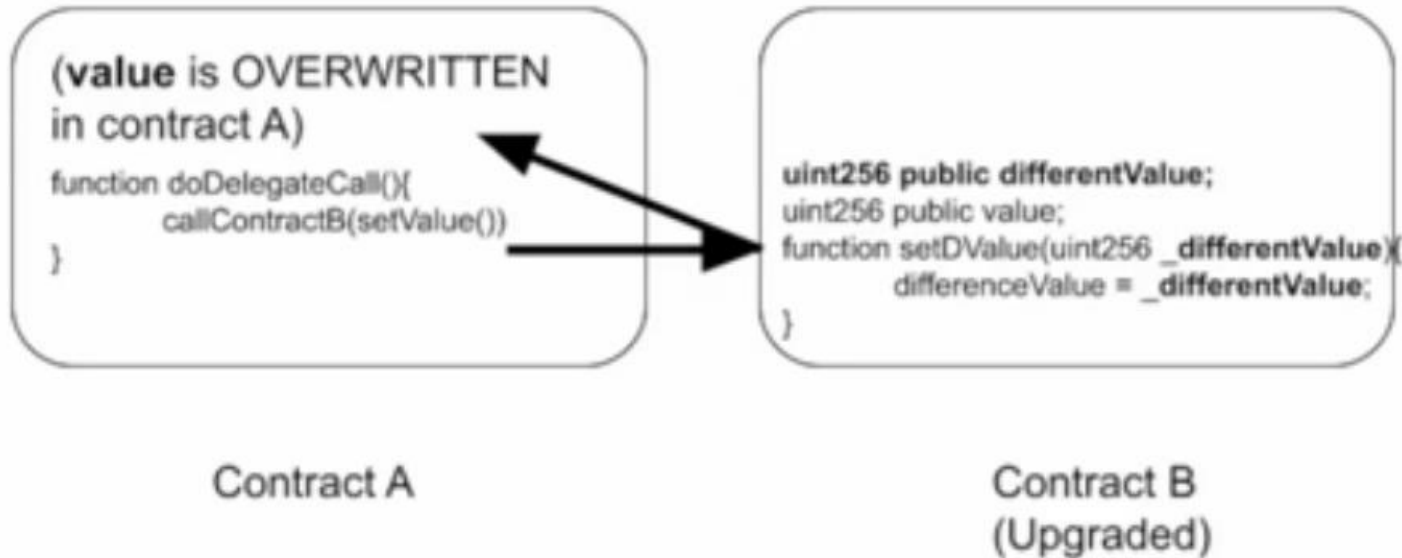 (value is OVERWRITTEN
in contract A)
function doDelegateCall(){
callContractB(setValue())
}
uint256 public differentValue;
uint256 public value;
function setDValue(uint256 _differentValue){
differenceValue = _differentValue;
}
Contract A
Contract B
(Upgraded)